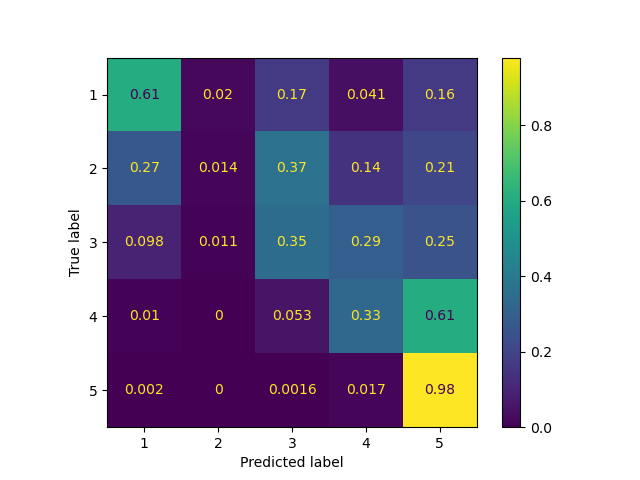 1 0.61 0.02 0.17 0.041 0.16
0.8
2 0.27 0.014 0.37 0.14 0.21
0.6
True label
3 0.098 0.011 0.35 0.29 0.25
0.4
4 0.01 0 0.053 0.33 0.61
0.2
5 0.002 0 0.0016 0.017 0.98
0.0
1 2 3 4 5
Predicted label